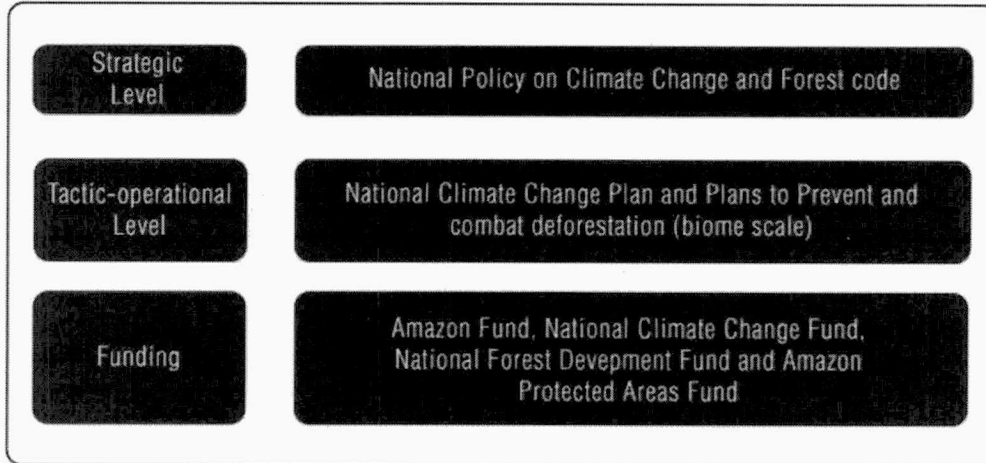 Strategic
Level
National Policy on Climate Change and Forest code
Tactic-operational
Level
National Climate Change Plan and Plans to Prevent and
combat deforestation (biome scale)
Funding
Amazon Fund, National Climate Change Fund,
National Forest Devepment Fund and Amazon
Protected Areas Fund